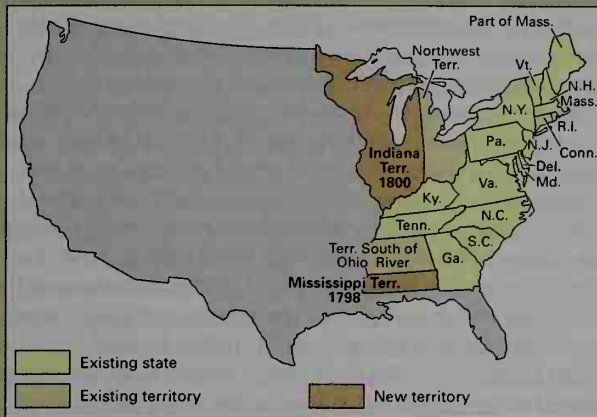 Part of Mass.
Northwest
Terr.
Vt.
N.H.
Mass.
N.Y.
R.I.
Conn.
Pa.
N.J.
Del.
Md.
Indiana
Terr.
1800
Ky.
Va.
Tenn.
N.C.
Terr. South of
Ohio River
S.C.
Ga.
Mississippi Terr.
1798
Existing state
Existing territory
New territory